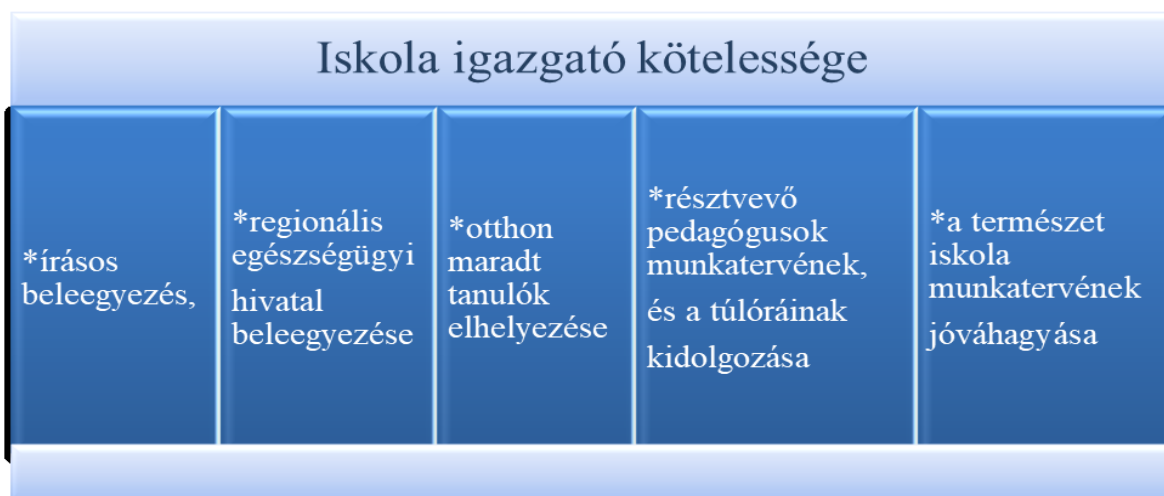 Iskola igazgató kötelessége
*írásos
beleegyezés,
*regionális
egészségügyi
hivatal
beleegyezése
*otthon
maradt
tanulók
elhelyezése
*résztvevő
pedagógusok
munkatervének,
és a túlóráinak
kidolgozása
*a természet
iskola
munkatervének
jóváhagyása